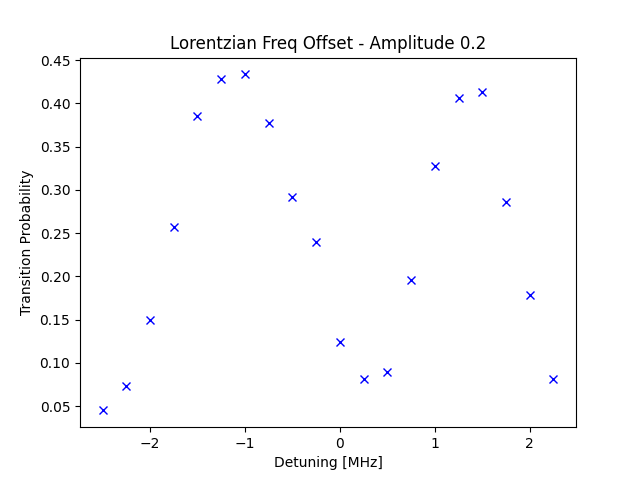 Lorentzian Freq Offset - Amplitude 0.2
Transition Probability
0.45
0.40
0.35
0.30
0.25
0.20
0.15
0.10
0.05
−2 −1 0 1 2
Detuning [MHz]